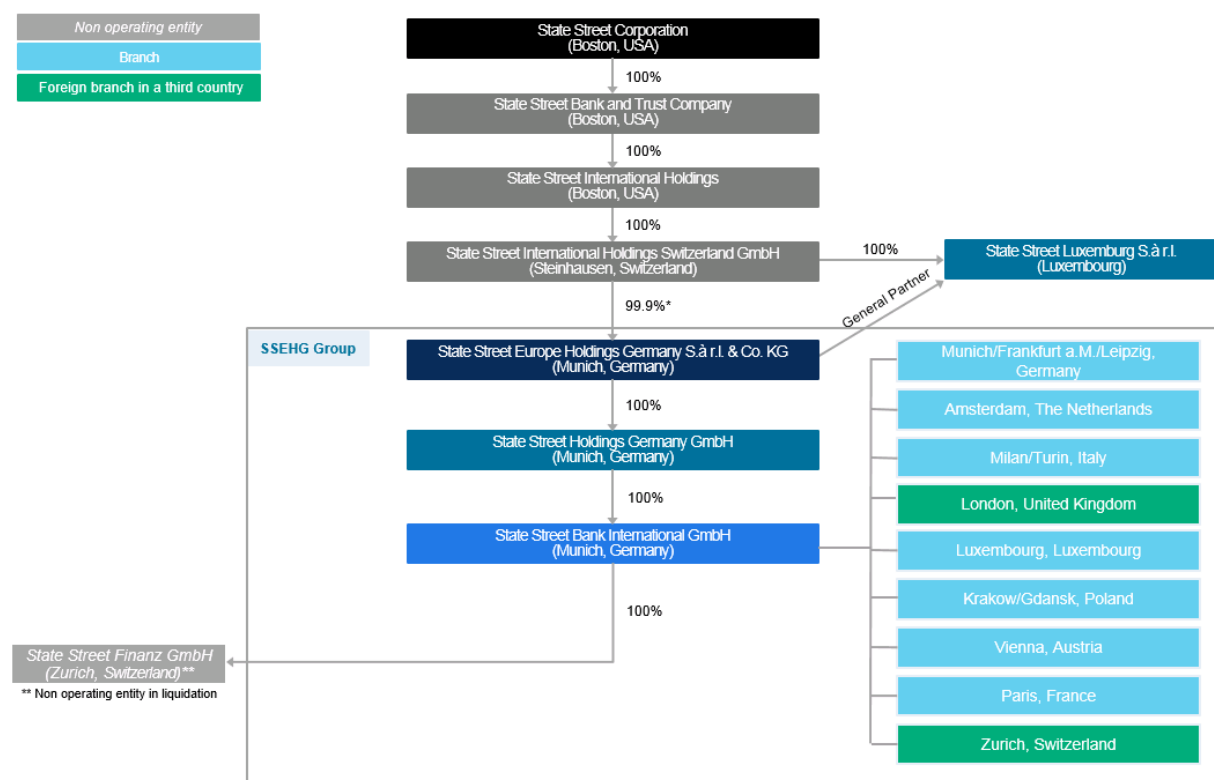 Non operating entity
Branch
Foreign branch in a third country
State Street Corporation
(Boston, USA)
100%
State Street Bank and Trust Company
(Boston, USA)
100%
State Street International Holdings
(Boston, USA)
100%
State Street International Holdings Switzerland GmbH
(Steinhausen, Switzerland)
100%
State Street Luxemburg S.à r.l.
(Luxembourg)
99.9%*
General Partner
SSEHG Group
State Street Europe Holdings Germany S.à r.l. & Co. KG
(Munich, Germany)
100%
State Street Holdings Germany GmbH
(Munich, Germany)
100%
State Street Bank International GmbH
(Munich, Germany)
100%
Munich/Frankfurt a.M./Leipzig,
Germany
Amsterdam, The Netherlands
Milan/Turin, Italy
London, United Kingdom
Luxembourg, Luxembourg
Krakow/Gdansk, Poland
Vienna, Austria
Paris, France
Zurich, Switzerland
State Street Finanz GmbH
(Zurich, Switzerland)**
** Non operating entity in liquidation